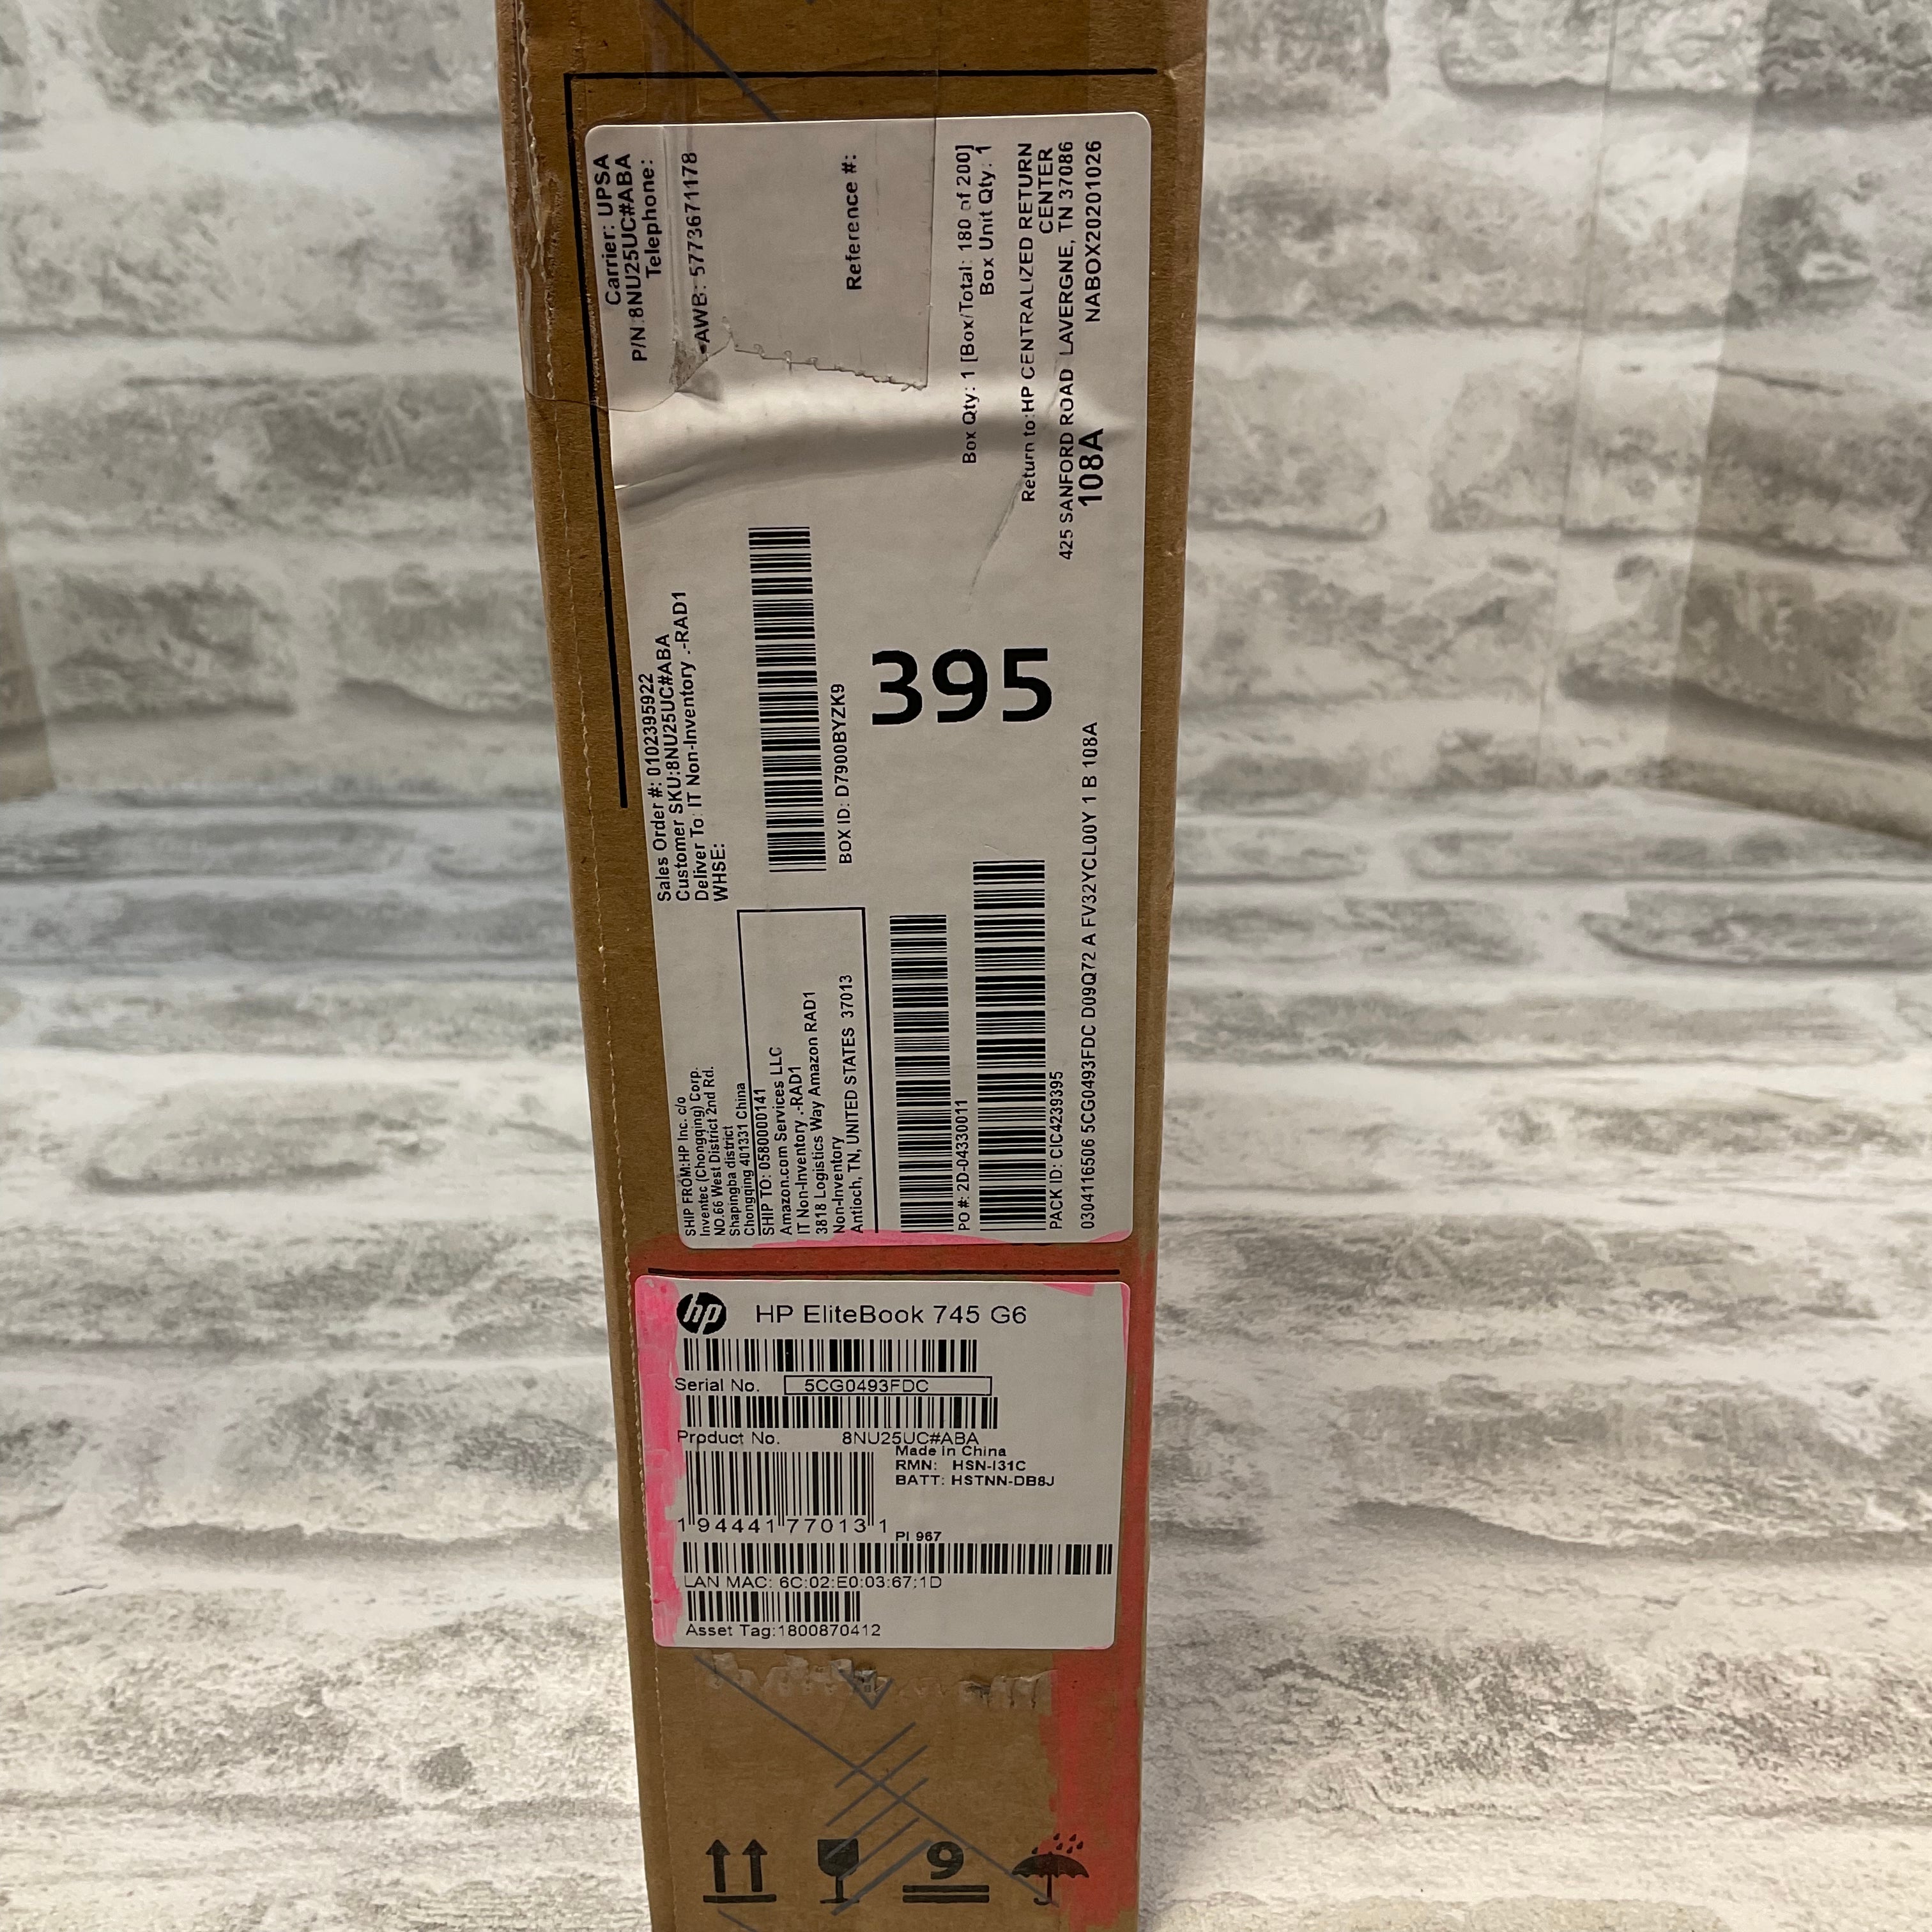 Carrier: UPSA
P/N:8NU25UC#ABA
Telephone:
AWB: 5773671178
Reference #:
Box Qty: 1 [Box/Total: 180 of 200]
Box Unit Qty: 1
Return to:HP CENTRALIZED RETURN
CENTER
425 SANFORD ROAD LAVERGNE, TN 37086
108A
NABOX20201026
Sales Order #: 0102395922
Customer SKU:8NU25UC#ABA
Deliver To: IT Non-Inventory .-RAD1
WHSE:
BOX ID: D7900BYZK9
395
SHIP FROM:HP Inc. c/o
Inventec (Chongqing) Corp.
NO.66 West District 2nd Rd.
Shapingba district
Chongqing 401331 China
SHIP TO: 0580000141
Amazon.com Services LLC
IT Non-Inventory .-RAD1
3818 Logistics Way Amazon RAD1
Non-Inventory
Antioch, TN, UNITED STATES 37013
PO #: 2D-04330011
PACK ID: CIC4239395
0304116506 5CG0493FDC D09Q72 A FV32YCL00Y 1 B 108A
hp HP EliteBook 745 G6
Serial No. 5CG0493FDC
Product No. 8NU25UC#ABA
Made in China
RMN: HSN-I31C
BATT: HSTNN-DB8J
1 94441 77013 1
PI 967
LAN MAC: 6C:02:E0:03:67:1D
Asset Tag:1800870412
9